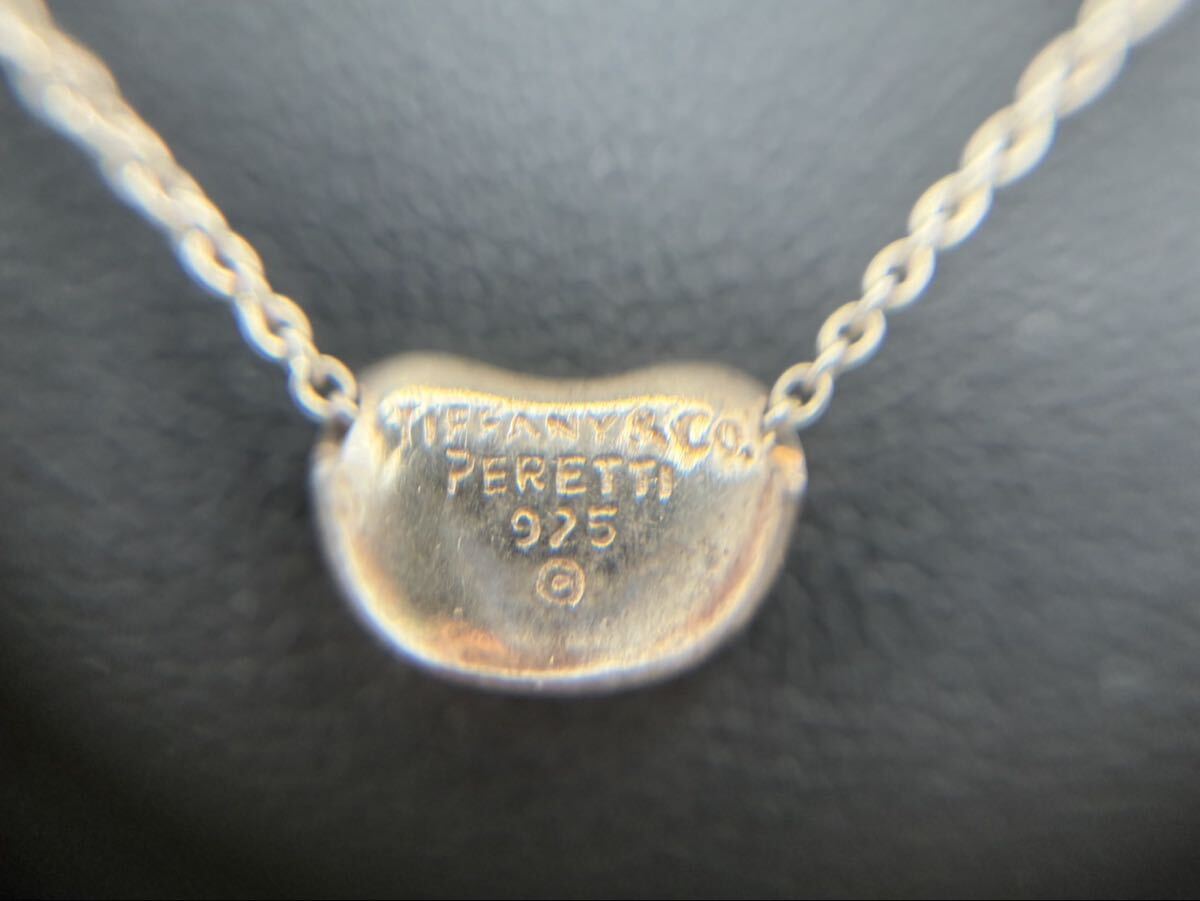 TIFFANY & CO.
PERETTI
925
©